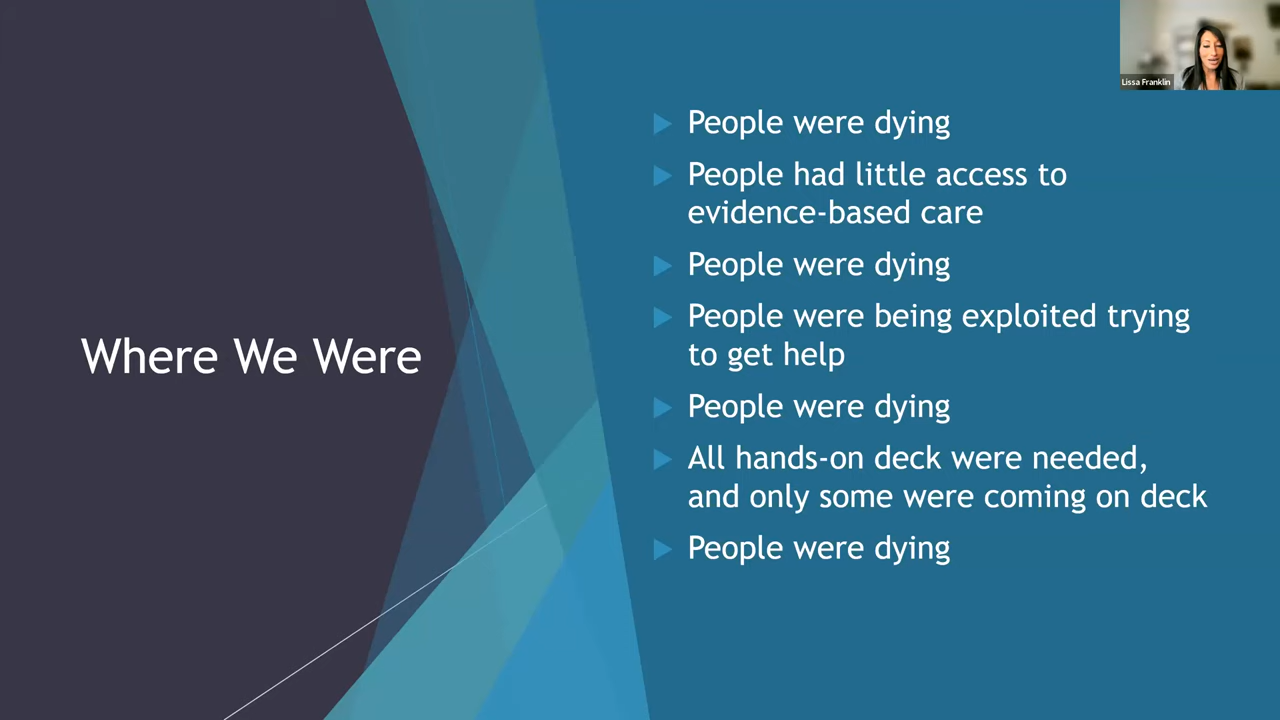 Lissa Franklin
People were dying
People had little access to
evidence-based care
People were dying
People were being exploited trying
to get help
Where We Were
People were dying
All hands-on deck were needed,
and only some were coming on deck
People were dying